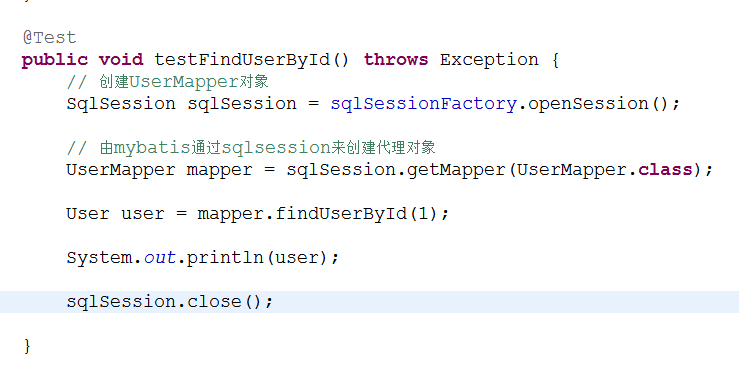 @Test
public void testFindUserById() throws Exception {
// 创建UserMapper对象
SqlSession sqlSession = sqlSessionFactory.openSession();
// 由mybatis通过sqlsession来创建代理对象
UserMapper mapper = sqlSession.getMapper(UserMapper.class);
User user = mapper.findUserById(1);
System.out.println(user);
sqlSession.close();
}